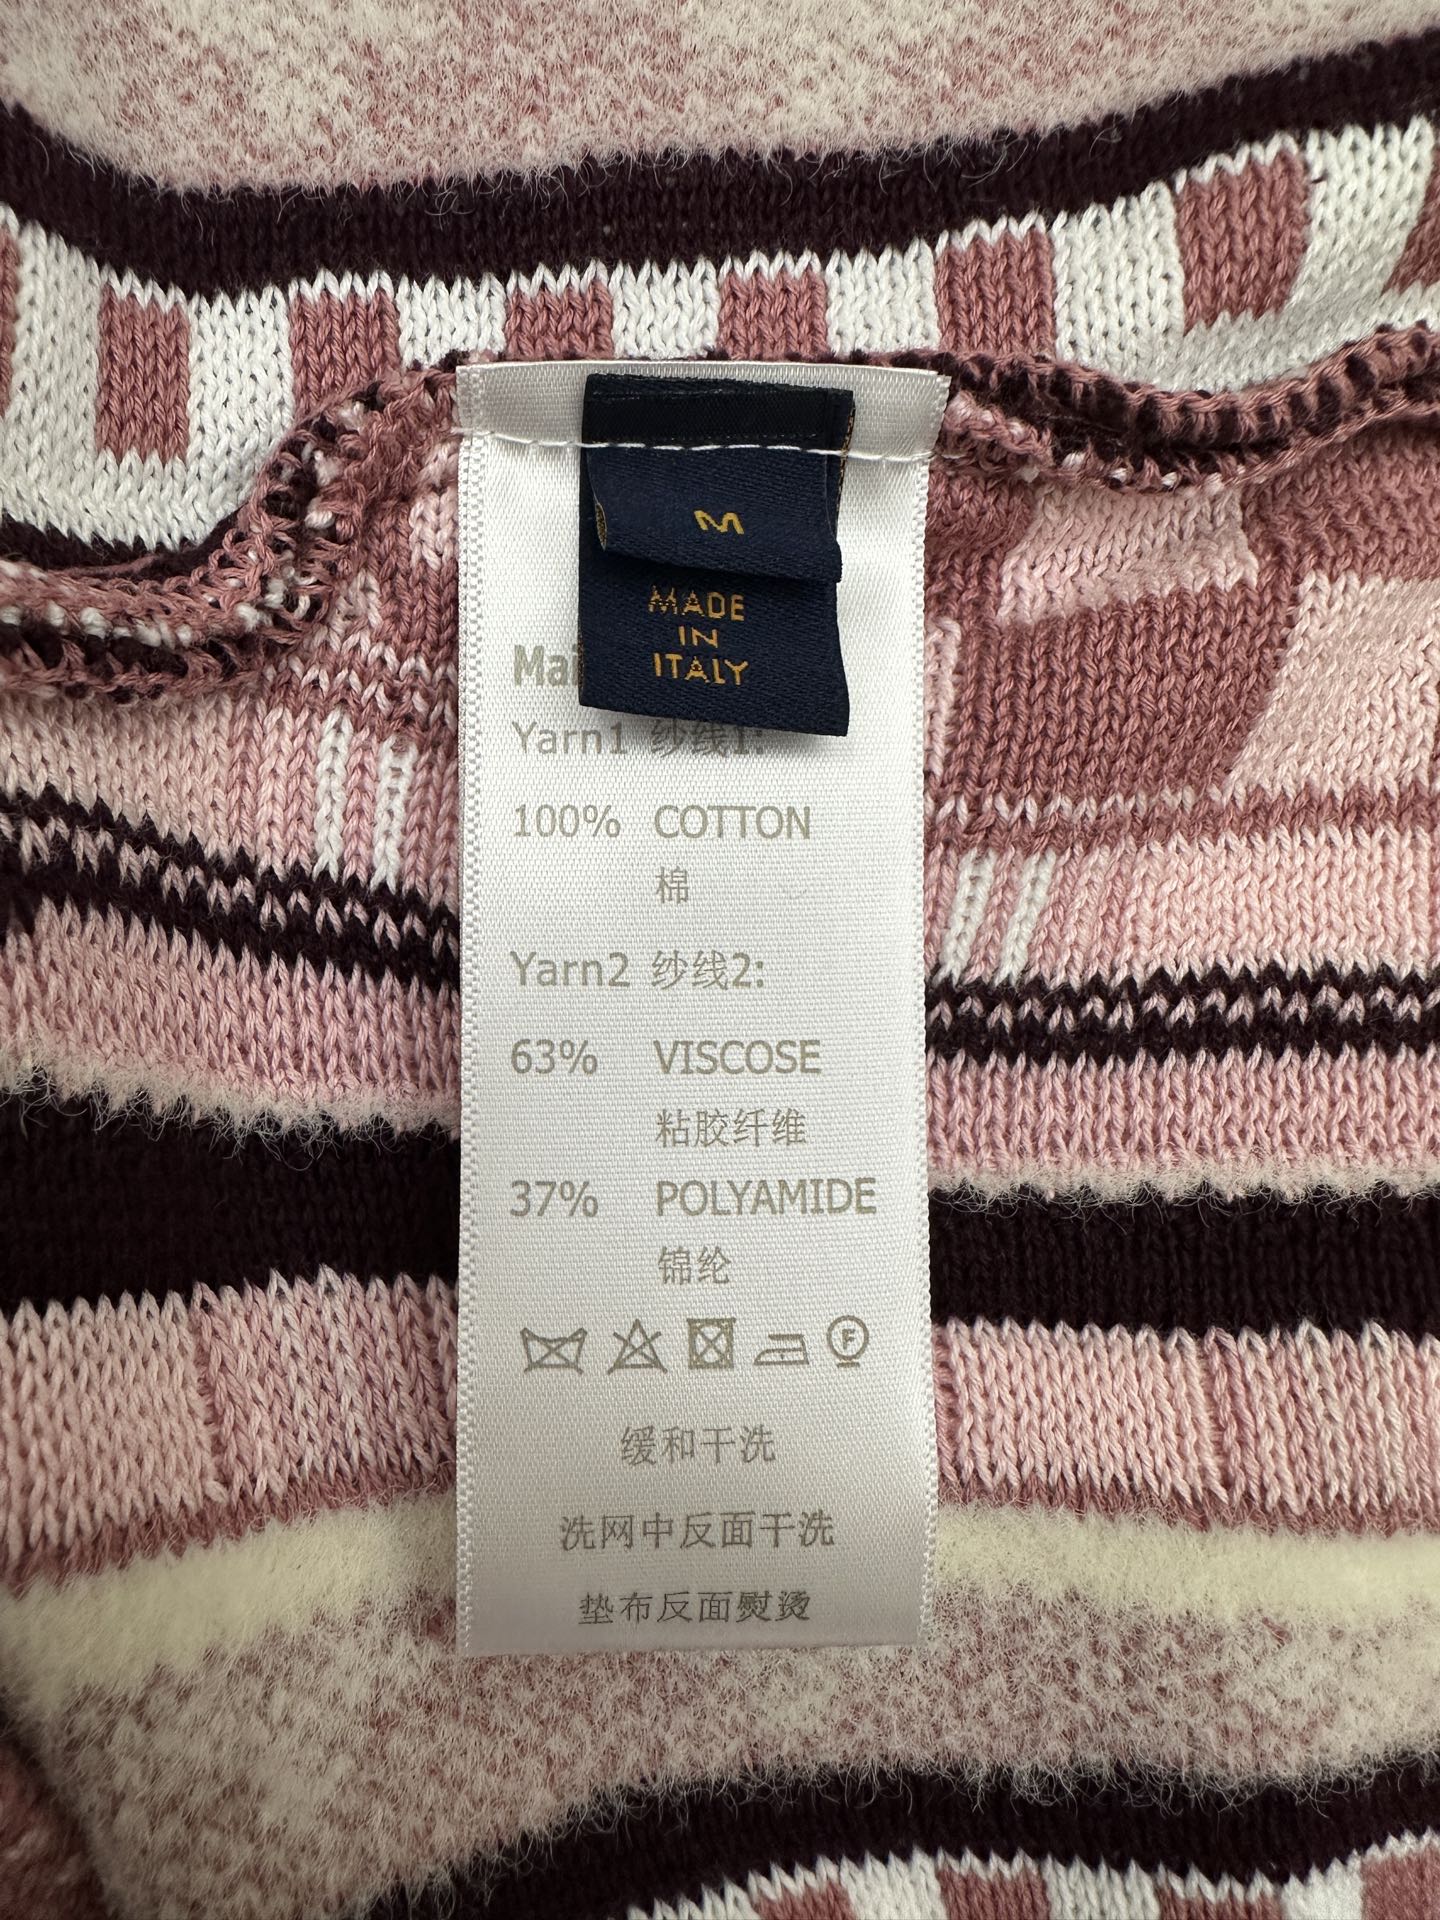 M
MADE
IN
ITALY
Yarn1 纱线1:
100% COTTON
棉
Yarn2 纱线2:
63% VISCOSE
粘胶纤维
37% POLYAMIDE
锦纶
F
缓和干洗
洗网中反面干洗
垫布反面熨烫